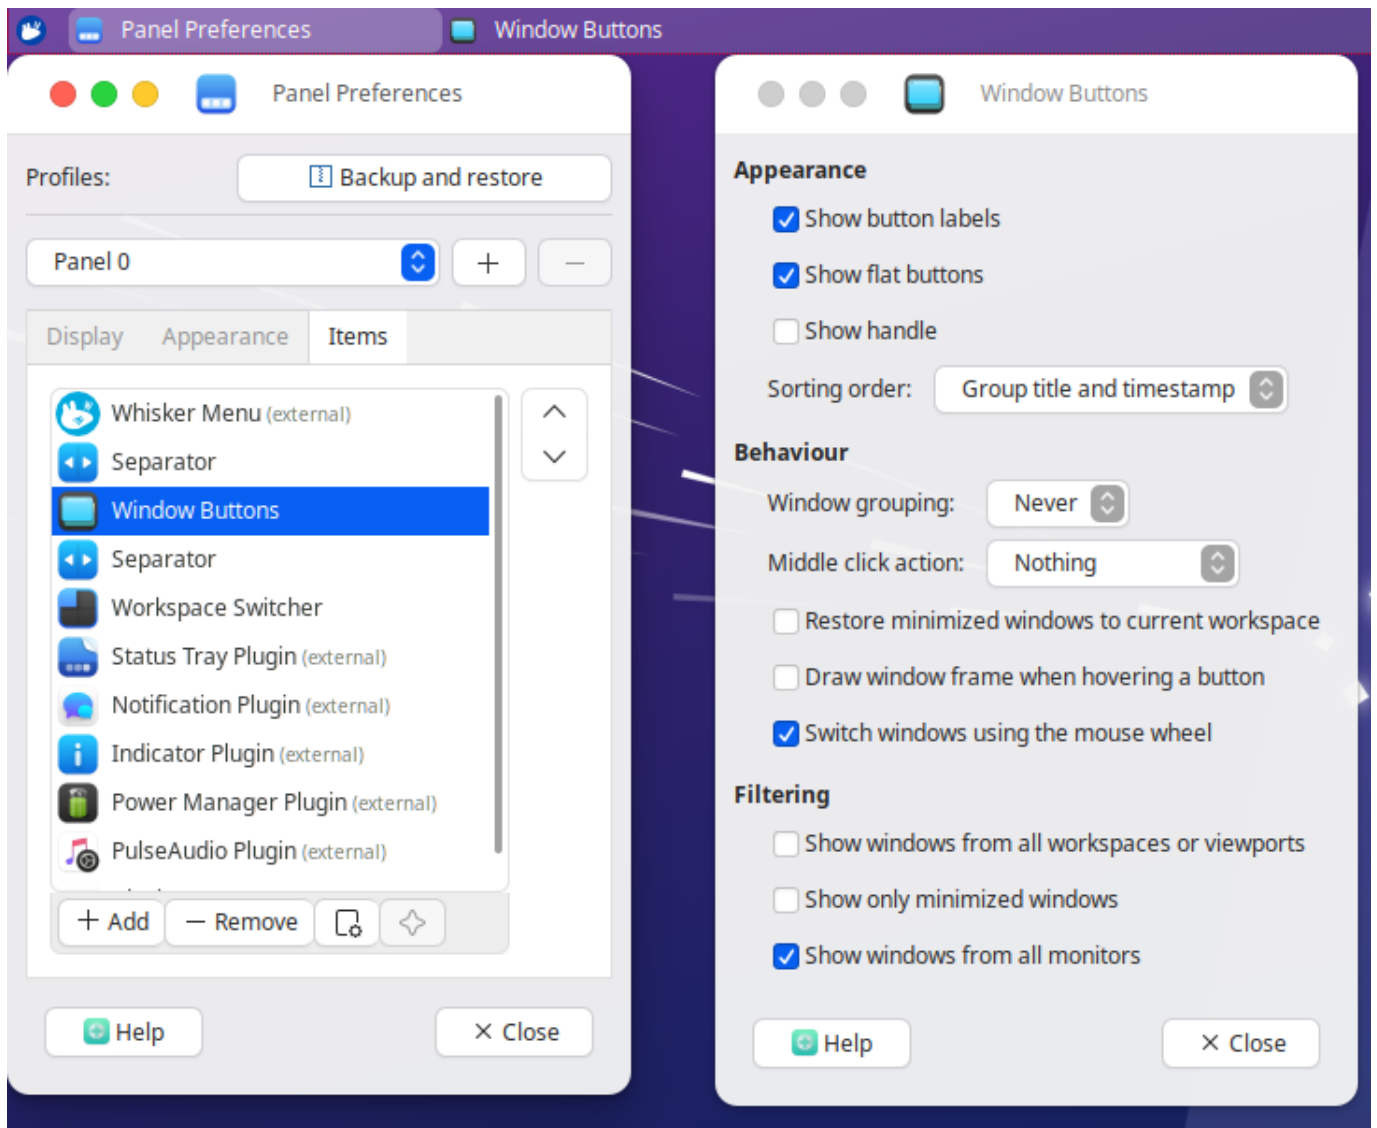 Panel Preferences
Window Buttons
Panel Preferences
Profiles:
Backup and restore
Panel 0
Display
Appearance
Items
Whisker Menu (external)
Separator
Window Buttons
Separator
Workspace Switcher
Status Tray Plugin (external)
Notification Plugin (external)
Indicator Plugin (external)
Power Manager Plugin (external)
PulseAudio Plugin (external)
Add
Remove
Help
Close
Window Buttons
Appearance
Show button labels
Show flat buttons
Show handle
Sorting order:
Group title and timestamp
Behaviour
Window grouping:
Never
Middle click action:
Nothing
Restore minimized windows to current workspace
Draw window frame when hovering a button
Switch windows using the mouse wheel
Filtering
Show windows from all workspaces or viewports
Show only minimized windows
Show windows from all monitors
Help
Close